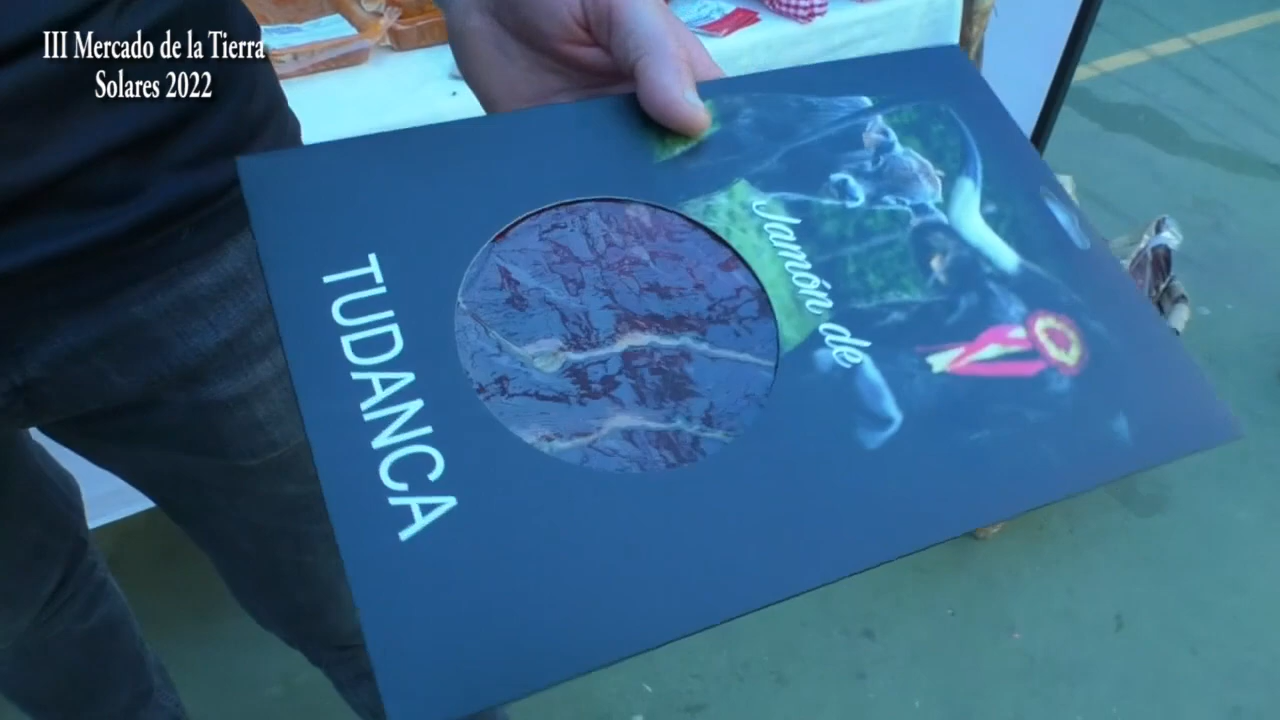 III Mercado de la Tierra
Solares 2022
Jamón de
TUDANCA